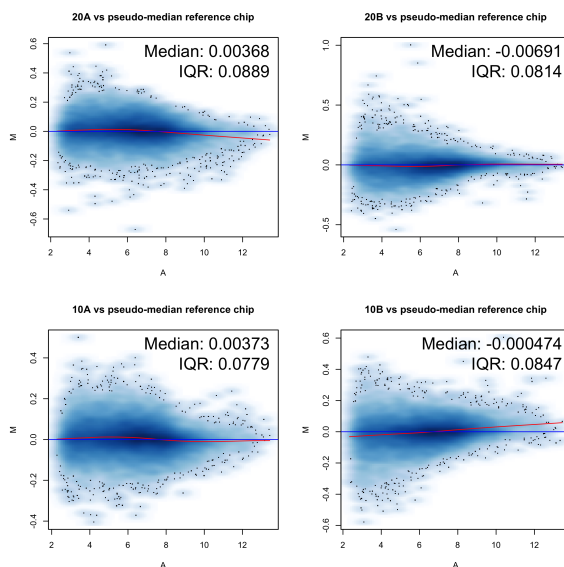 20A vs pseudo-median reference chip
Median: 0.00368
IQR: 0.0889
M
0.6
0.4
0.2
0.0
-0.2
-0.4
-0.6
2 4 6 8 10 12
A
20B vs pseudo-median reference chip
Median: -0.00691
IQR: 0.0814
M
1.0
0.5
0.0
-0.5
2 4 6 8 10 12
A
10A vs pseudo-median reference chip
Median: 0.00373
IQR: 0.0779
M
0.4
0.2
0.0
-0.2
-0.4
2 4 6 8 10 12
A
10B vs pseudo-median reference chip
Median: -0.000474
IQR: 0.0847
M
0.6
0.4
0.2
0.0
-0.2
-0.4
-0.6
2 4 6 8 10 12
A